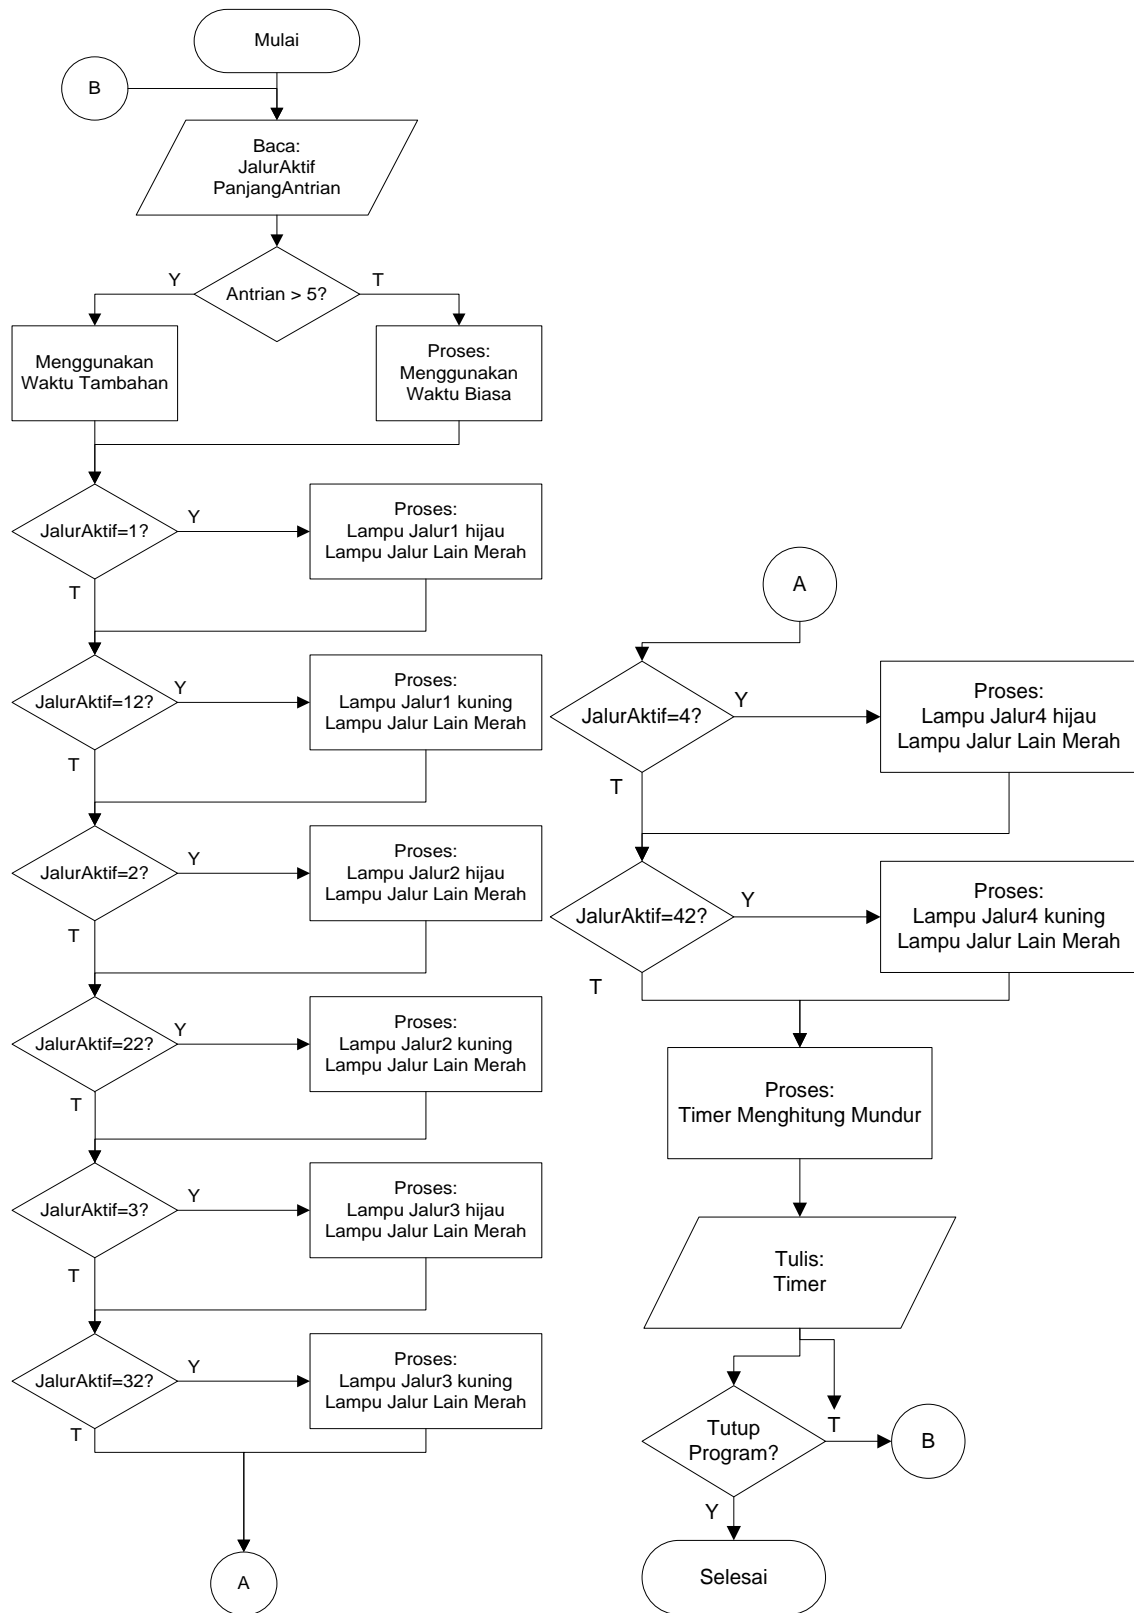 Mulai
B
Baca:
JalurAktif
PanjangAntrian
Antrian > 5?
Y
T
Menggunakan
Waktu Tambahan
Proses:
Menggunakan
Waktu Biasa
JalurAktif=1?
Y
T
Proses:
Lampu Jalur1 hijau
Lampu Jalur Lain Merah
JalurAktif=12?
Y
T
Proses:
Lampu Jalur1 kuning
Lampu Jalur Lain Merah
JalurAktif=2?
Y
T
Proses:
Lampu Jalur2 hijau
Lampu Jalur Lain Merah
JalurAktif=22?
Y
T
Proses:
Lampu Jalur2 kuning
Lampu Jalur Lain Merah
JalurAktif=3?
Y
T
Proses:
Lampu Jalur3 hijau
Lampu Jalur Lain Merah
JalurAktif=32?
Y
T
Proses:
Lampu Jalur3 kuning
Lampu Jalur Lain Merah
A
A
JalurAktif=4?
Y
T
Proses:
Lampu Jalur4 hijau
Lampu Jalur Lain Merah
JalurAktif=42?
Y
T
Proses:
Lampu Jalur4 kuning
Lampu Jalur Lain Merah
Proses:
Timer Menghitung Mundur
Tulis:
Timer
Tutup
Program?
T
B
Y
Selesai